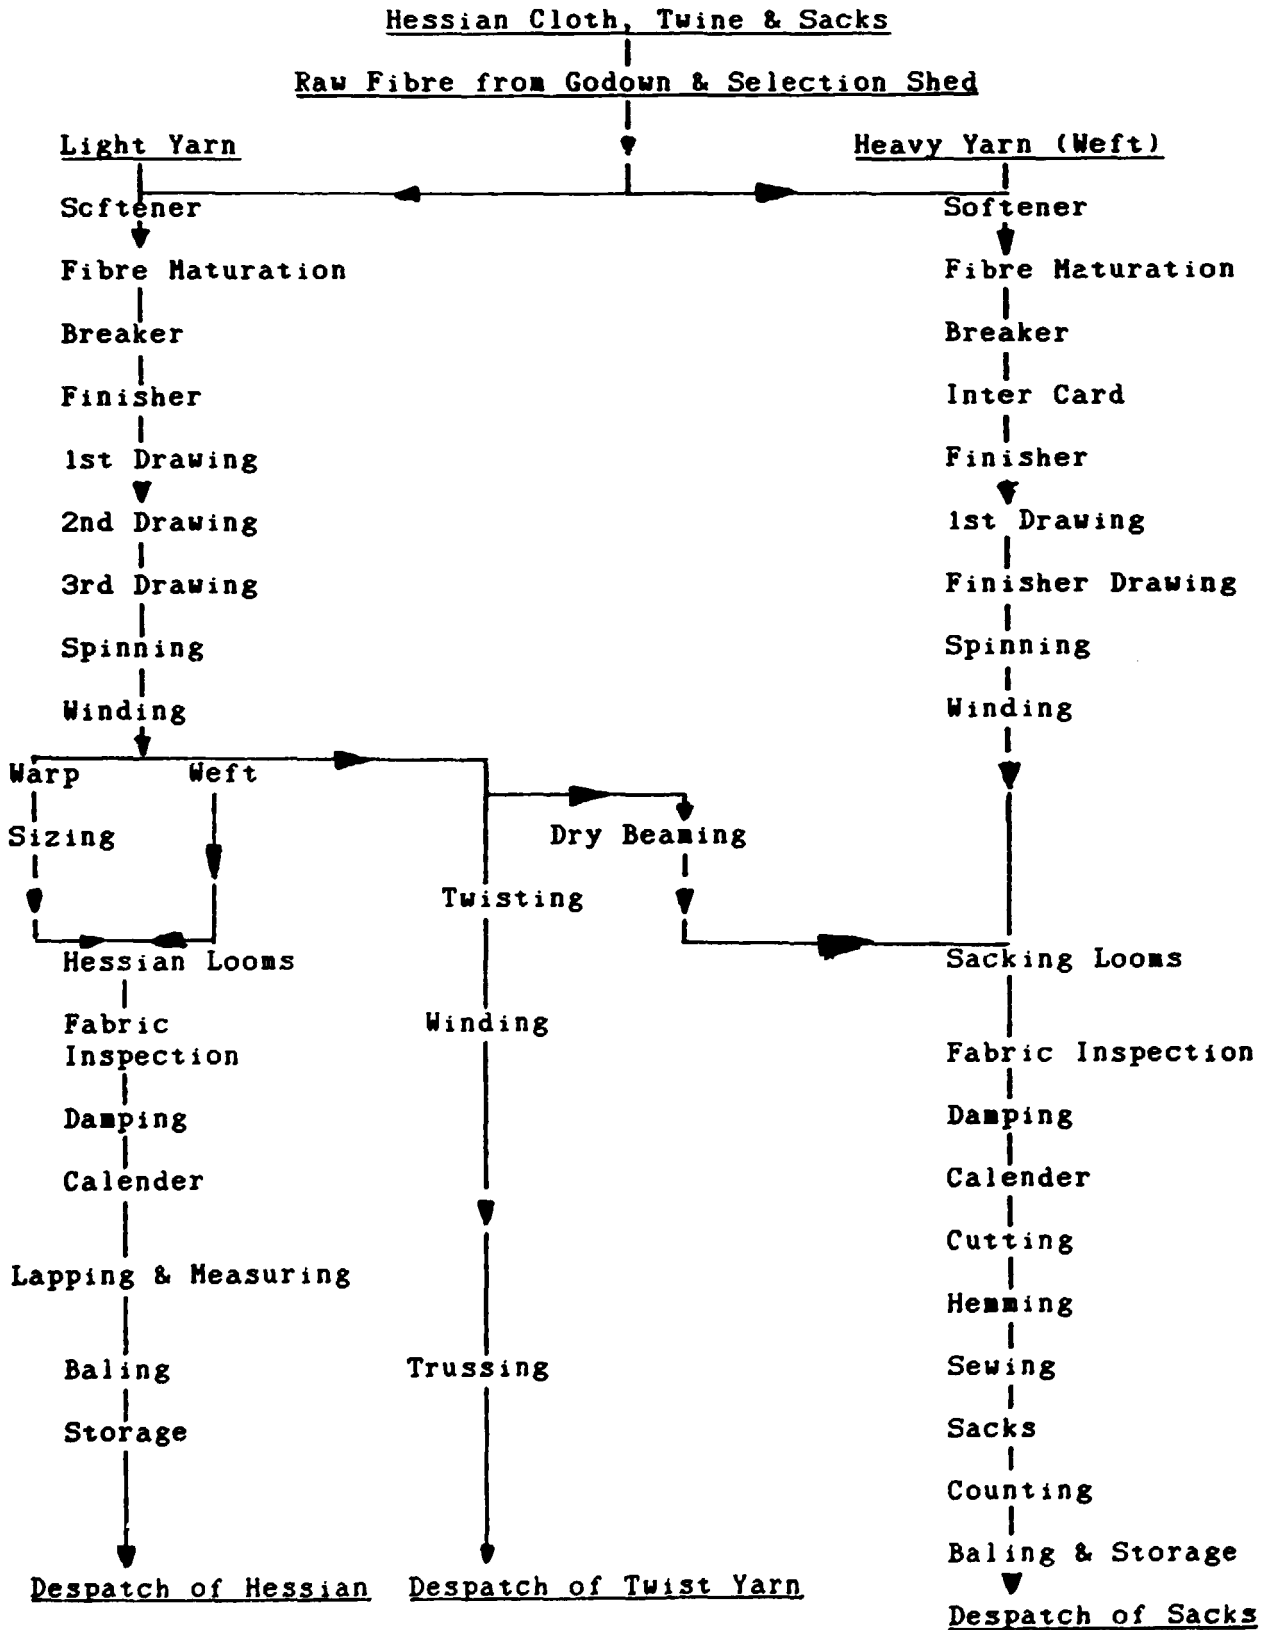 Hessian Cloth, Twine & Sacks
Raw Fibre from Godown & Selection Shed
Light Yarn
Softener
Fibre Maturation
Breaker
Finisher
1st Drawing
2nd Drawing
3rd Drawing
Spinning
Winding
Warp
Weft
Sizing
Hessian Looms
Fabric
Inspection
Damping
Calender
Lapping & Measuring
Baling
Storage
Despatch of Hessian
Twisting
Winding
Trussing
Despatch of Twist Yarn
Dry Beaming
Heavy Yarn (Weft)
Softener
Fibre Maturation
Breaker
Inter Card
Finisher
1st Drawing
Finisher Drawing
Spinning
Winding
Sacking Looms
Fabric Inspection
Damping
Calender
Cutting
Hemming
Sewing
Sacks
Counting
Baling & Storage
Despatch of Sacks